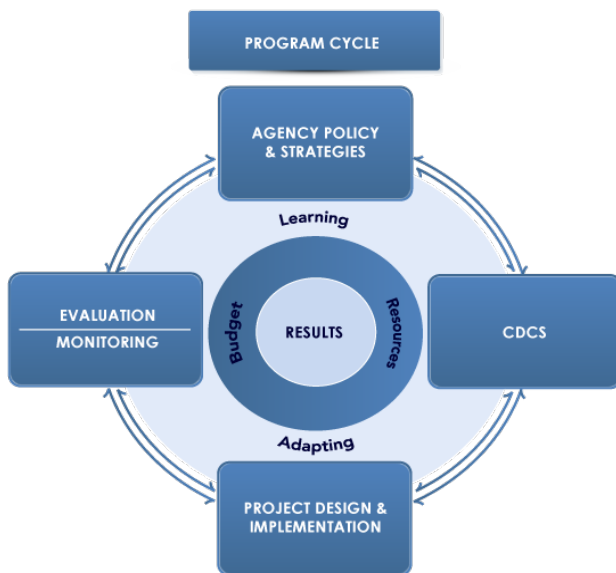 PROGRAM CYCLE
AGENCY POLICY
& STRATEGIES
Learning
EVALUATION
MONITORING
Budget
RESULTS
Resources
CDCS
Adapting
PROJECT DESIGN &
IMPLEMENTATION